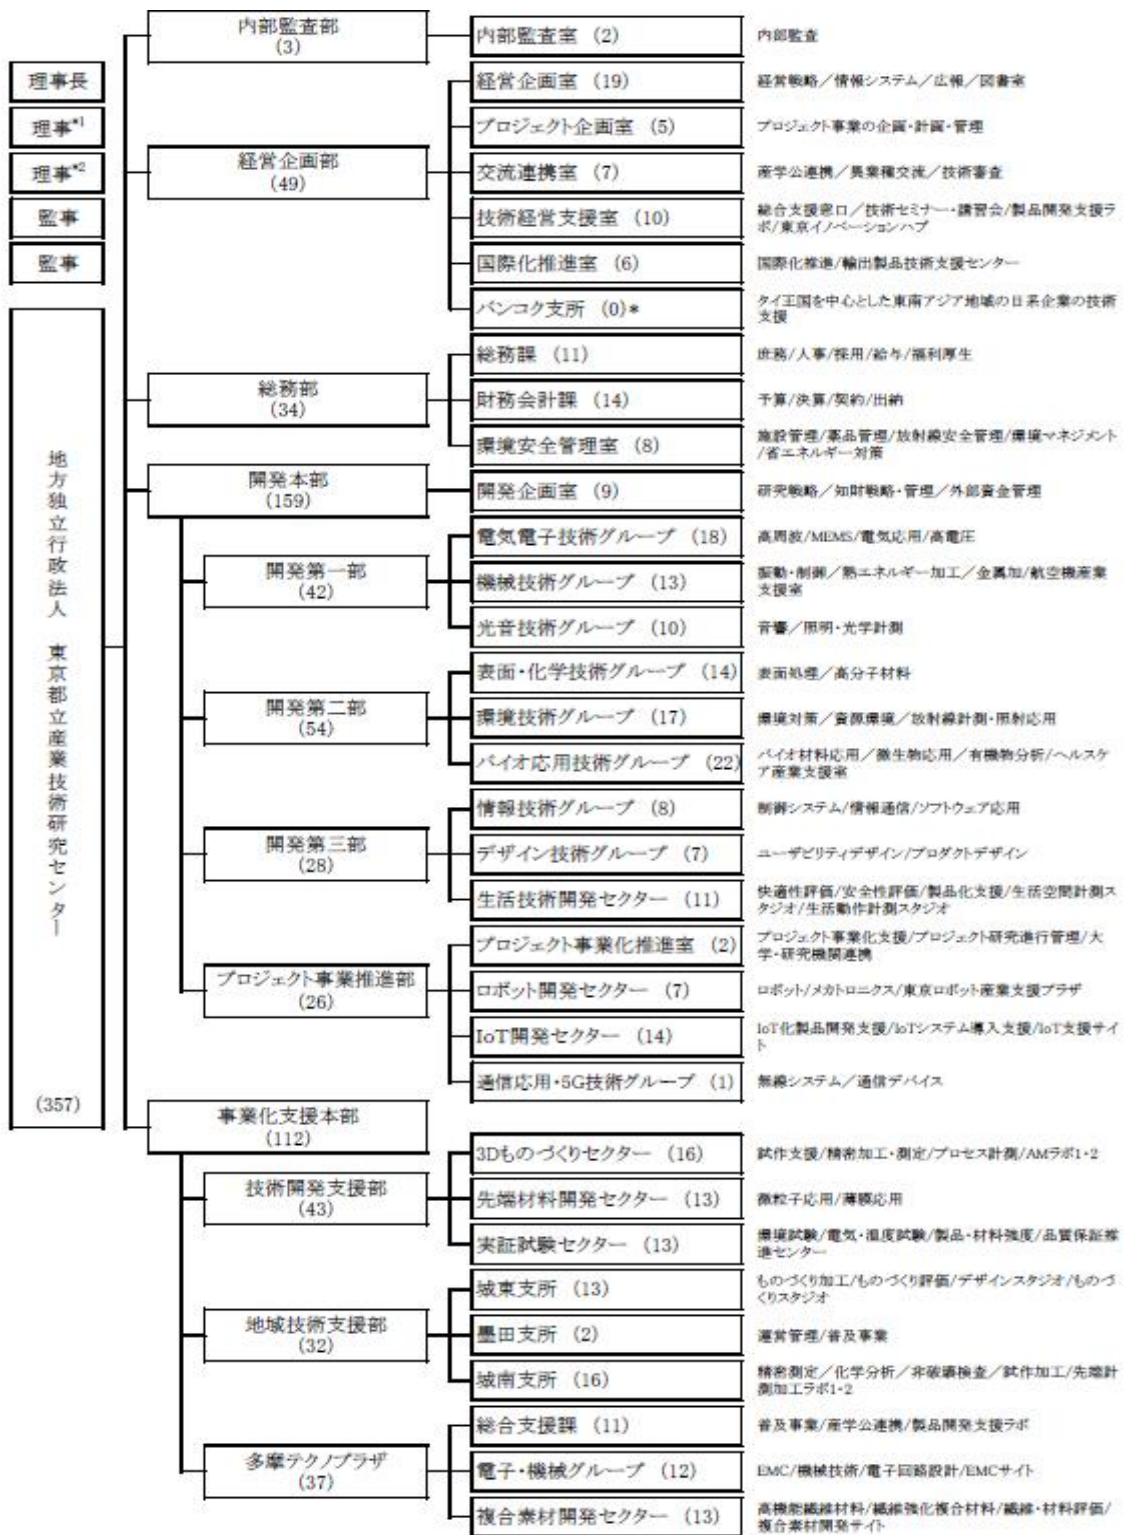 理事長
理事*1
理事*2
監事
監事
地方独立行政法人 東京都立産業技術研究センター
(357)
内部監査部
(3)
内部監査室 (2)
内部監査
経営企画部
(49)
経営企画室 (19)
経営戦略／情報システム／広報／図書室
プロジェクト企画室 (5)
プロジェクト事業の企画・計画・管理
交流連携室 (7)
産学公連携／異業種交流／技術審査
技術経営支援室 (10)
総合支援窓口／技術セミナー・講習会/製品開発支援ラ
ボ/東京イノベーションハブ
国際化推進室 (6)
国際化推進/輸出製品技術支援センター
バンコク支所 (0)*
タイ王国を中心とした東南アジア地域の日系企業の技術
支援
総務部
(34)
総務課 (11)
庶務/人事/採用/給与/福利厚生
財務会計課 (14)
予算/決算/契約/出納
環境安全管理室 (8)
施設管理/薬品管理/放射線安全管理/環境マネジメント
/省エネルギー対策
開発本部
(159)
開発企画室 (9)
研究戦略／知財戦略・管理／外部資金管理
開発第一部
(42)
電気電子技術グループ (18)
高周波/MEMS/電気応用/高電圧
機械技術グループ (13)
振動・制御／熱エネルギー加工／金属加/航空機産業
支援室
光音技術グループ (10)
音響／照明・光学計測
開発第二部
(54)
表面・化学技術グループ (14)
表面処理／高分子材料
環境技術グループ (17)
環境対策／資源環境／放射線計測・照射応用
バイオ応用技術グループ (22)
バイオ材料応用／微生物応用／有機物分析/ヘルスケ
ア産業支援室
開発第三部
(28)
情報技術グループ (8)
制御システム/情報通信/ソフトウェア応用
デザイン技術グループ (7)
ユーザビリティデザイン/プロダクトデザイン
生活技術開発セクター (11)
快適性評価/安全性評価/製品化支援/生活空間計測ス
タジオ/生活動作計測スタジオ
プロジェクト事業推進部
(26)
プロジェクト事業化推進室 (2)
プロジェクト事業化支援/プロジェクト研究進行管理/大
学・研究機関連携
ロボット開発セクター (7)
ロボット/メカトロニクス/東京ロボット産業支援プラザ
IoT開発セクター (14)
IoT化製品開発支援/IoTシステム導入支援/IoT支援サイ
ト
通信応用・5G技術グループ (1)
無線システム／通信デバイス
事業化支援本部
(112)
技術開発支援部
(43)
3Dものづくりセクター (16)
試作支援/精密加工・測定/プロセス計測/AMラボ1・2
先端材料開発セクター (13)
微粒子応用/薄膜応用
実証試験セクター (13)
環境試験/電気・温度試験/製品・材料強度/品質保証推
進センター
地域技術支援部
(32)
城東支所 (13)
ものづくり加工/ものづくり評価/デザインスタジオ/ものづ
くりスタジオ
墨田支所 (2)
運営管理/普及事業
城南支所 (16)
精密測定／化学分析／非破壊検査／試作加工/先端計
測加工ラボ1・2
多摩テクノプラザ
(37)
総合支援課 (11)
普及事業/産学公連携/製品開発支援ラボ
電子・機械グループ (12)
EMC/機械技術/電子回路設計/EMCサイト
複合素材開発セクター (13)
高機能繊維材料/繊維強化複合材料/繊維・材料評価/
複合素材開発サイト